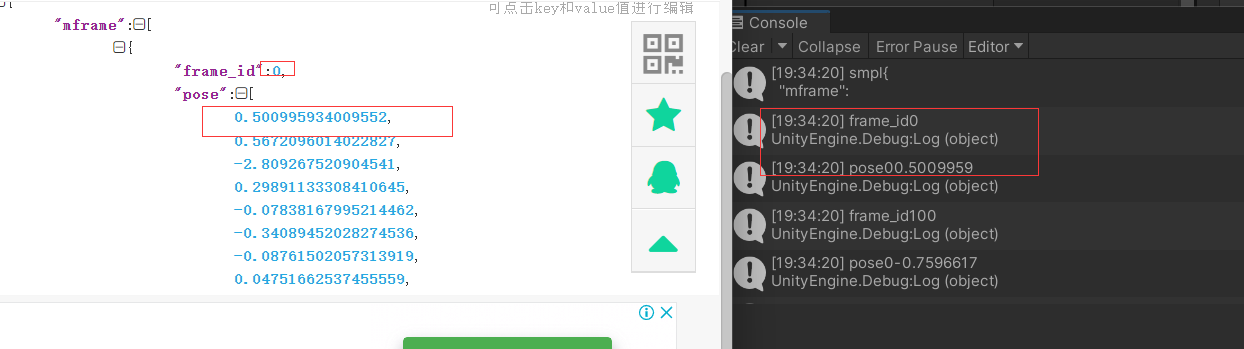 可点击key和value值进行编辑
"mframe":[
{
"frame_id":0,
"pose":[
0.500995934009552,
0.5672096014022827,
-2.809267520904541,
0.29891133308410645,
-0.07838167995214462,
-0.34089452028274536,
-0.08761502057313919,
0.04751662537455559,
Console
Clear
Collapse
Error Pause
Editor
[19:34:20] smpl{
"mframe":
[19:34:20] frame_id0
UnityEngine.Debug:Log (object)
[19:34:20] pose00.5009959
UnityEngine.Debug:Log (object)
[19:34:20] frame_id100
UnityEngine.Debug:Log (object)
[19:34:20] pose0-0.7596617
UnityEngine.Debug:Log (object)